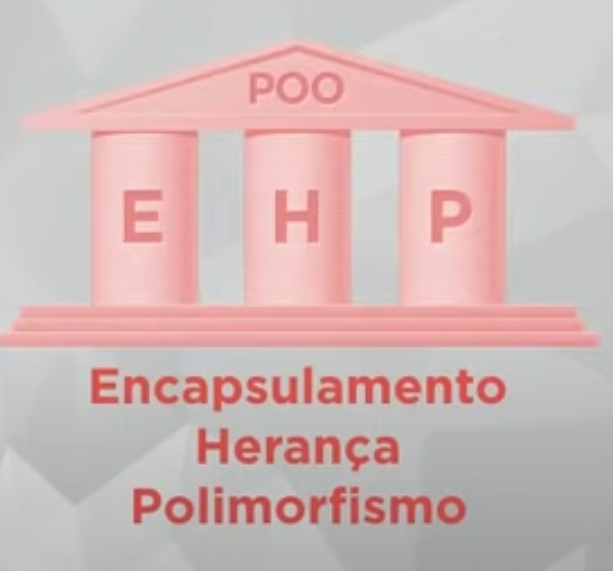 POO
E H P
Encapsulamento
Herança
Polimorfismo